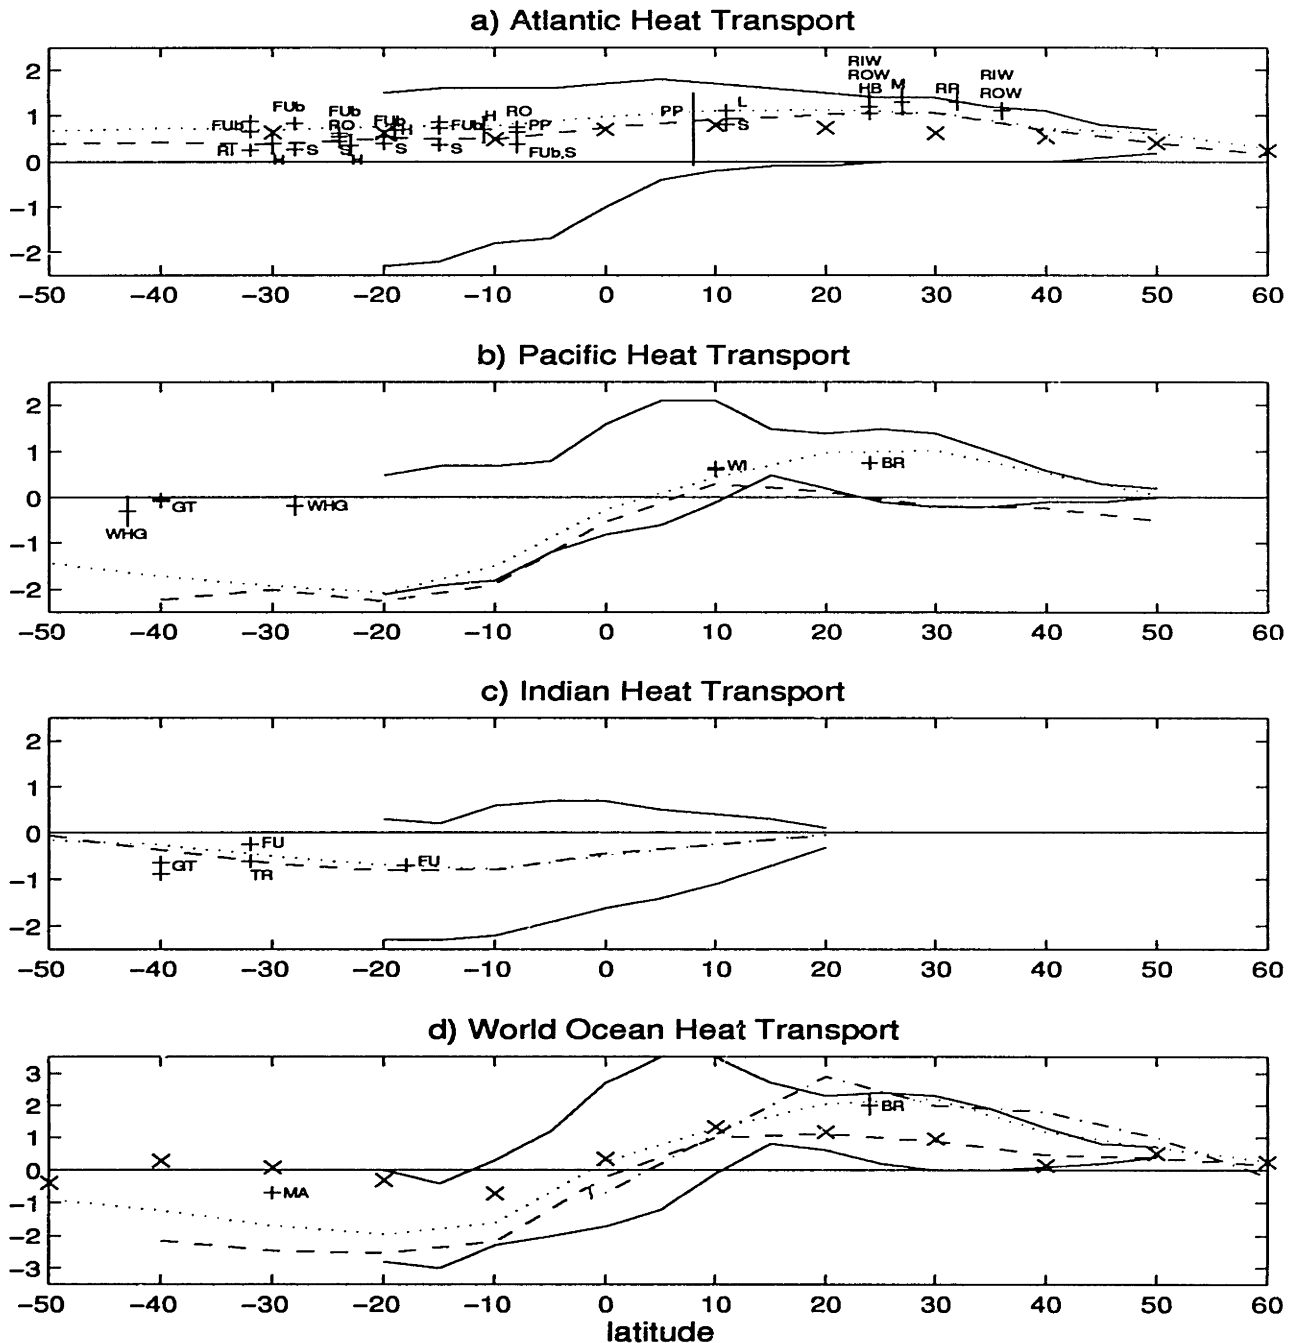 a) Atlantic Heat Transport
2
1
0
−1
−2
FUb
FUb
RI
H
S
FUb
RO
S
H
FUb
H
S
FUb
S
H
RO
PP
FUb,S
PP
L
S
RIW
ROW
HB
M
RR
RIW
ROW
−50 −40 −30 −20 −10 0 10 20 30 40 50 60
b) Pacific Heat Transport
2
1
0
−1
−2
WHG
GT
WHG
WI
BR
−50 −40 −30 −20 −10 0 10 20 30 40 50 60
c) Indian Heat Transport
2
1
0
−1
−2
GT
FU
TR
FU
−50 −40 −30 −20 −10 0 10 20 30 40 50 60
d) World Ocean Heat Transport
3
2
1
0
−1
−2
−3
MA
BR
−50 −40 −30 −20 −10 0 10 20 30 40 50 60
latitude